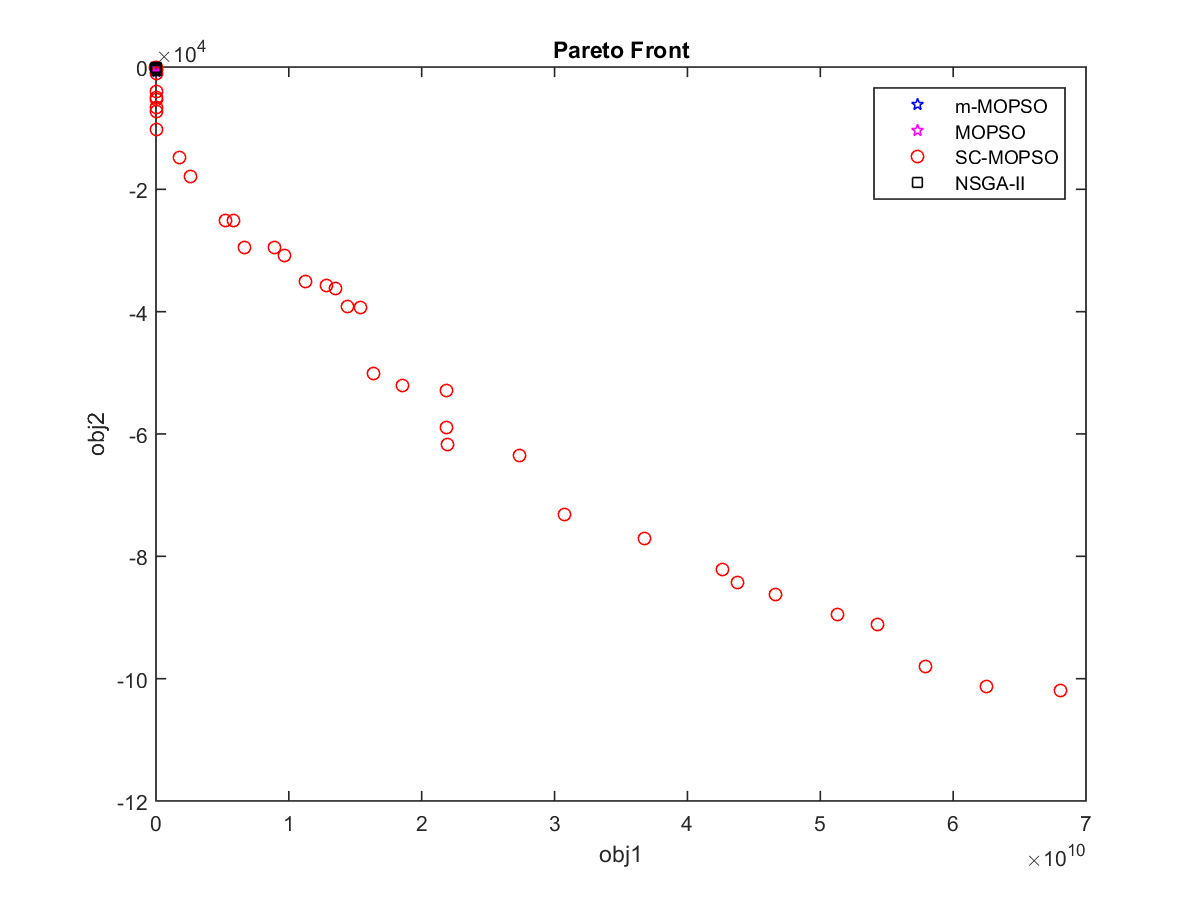 Pareto Front
×10^4
0
-2
-4
-6
-8
-10
-12
obj2
0 1 2 3 4 5 6 7
obj1
×10^10
m-MOPSO
MOPSO
SC-MOPSO
NSGA-II